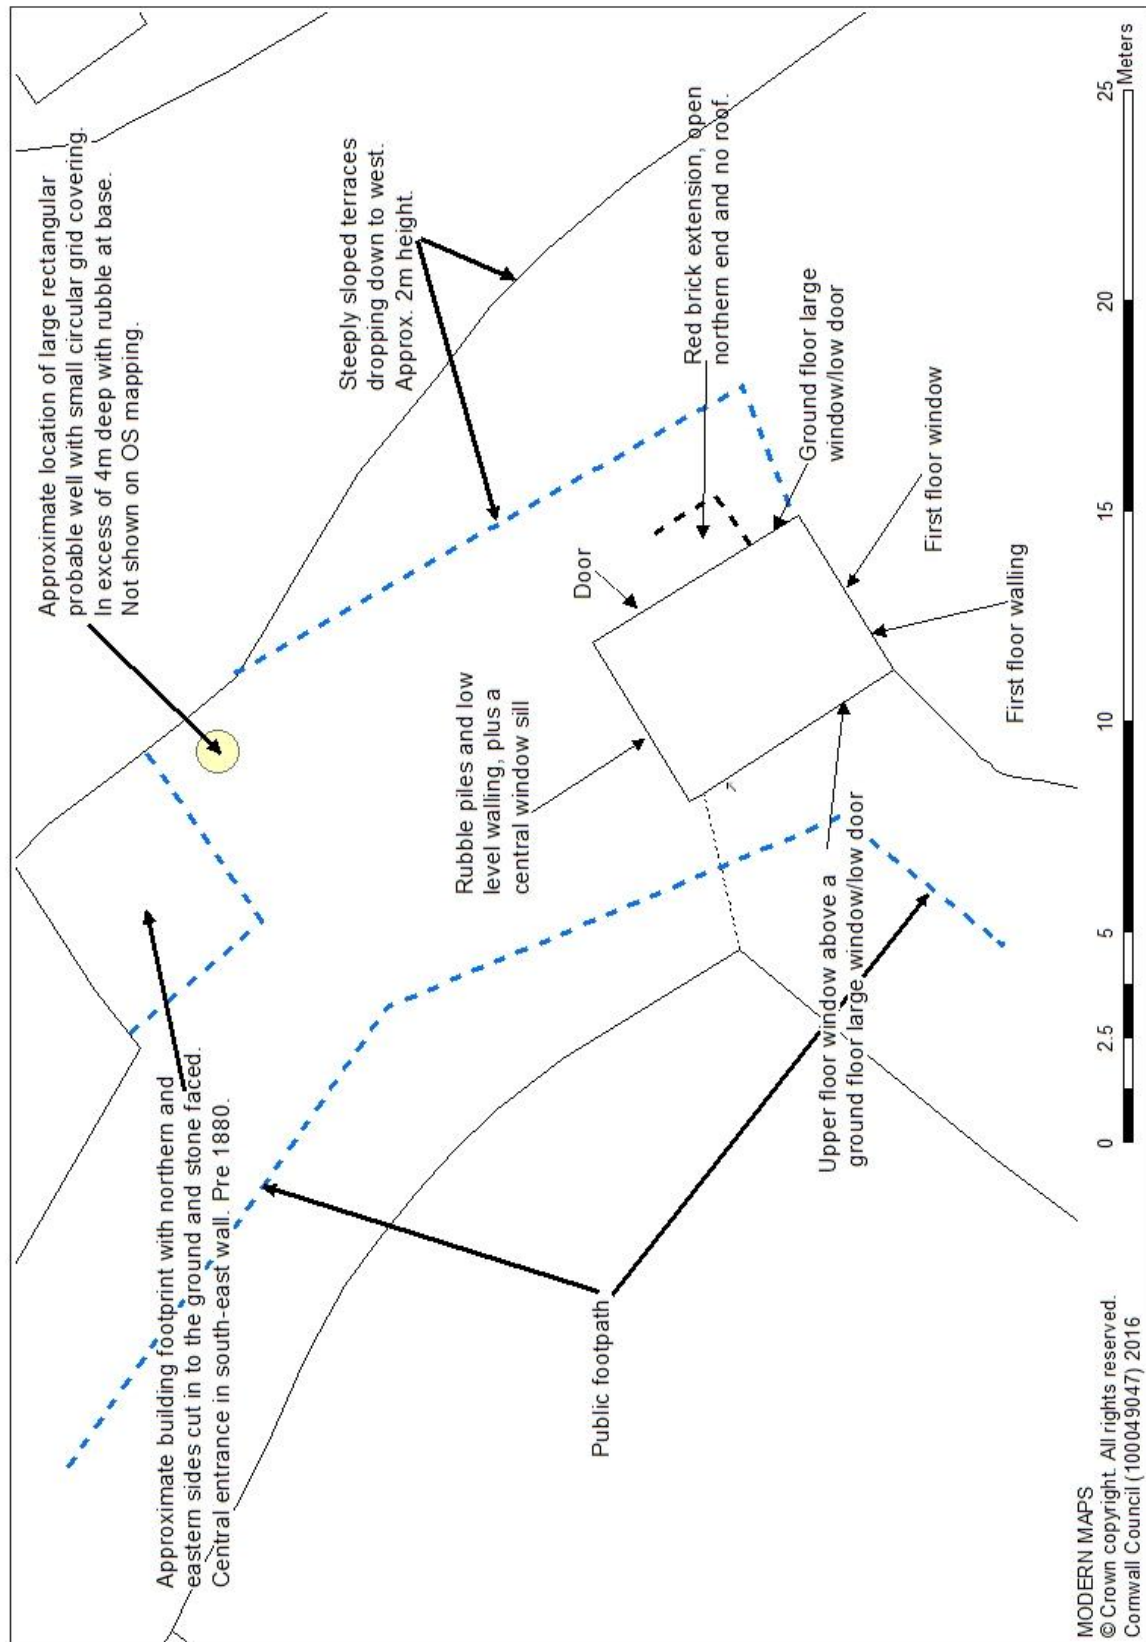 Approximate location of large rectangular
probable well with small circular grid covering.
In excess of 4m deep with rubble at base.
Not shown on OS mapping.
Steeply sloped terraces
dropping down to west.
Approx. 2m height.
Approximate building footprint with northern and
eastern sides cut in to the ground and stone faced.
Central entrance in south-east wall. Pre 1880.
Rubble piles and low
level walling, plus a
central window sill
Door
Red brick extension, open
northern end and no roof.
Ground floor large
window/low door
First floor window
First floor walling
Upper floor window above a
ground floor large window/low door
Public footpath
MODERN MAPS
© Crown copyright. All rights reserved.
Cornwall Council (100049047) 2016
0 2.5 5 10 15 20 25
Meters